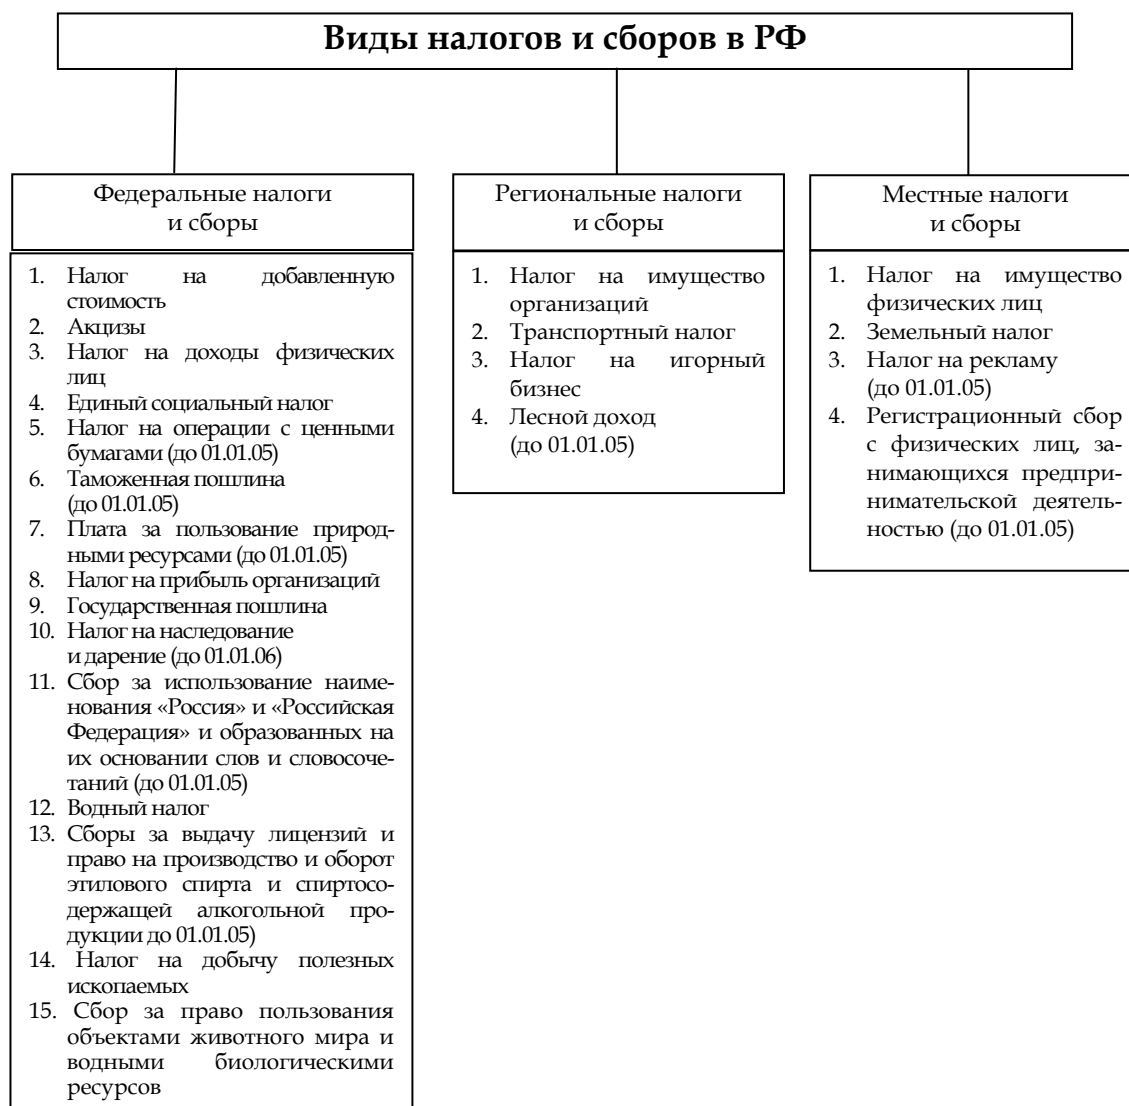 Виды налогов и сборов в РФ
Федеральные налоги
и сборы
1. Налог на добавленную
стоимость
2. Акцизы
3. Налог на доходы физических
лиц
4. Единый социальный налог
5. Налог на операции с ценными
бумагами (до 01.01.05)
6. Таможенная пошлина
(до 01.01.05)
7. Плата за пользование природ-
ными ресурсами (до 01.01.05)
8. Налог на прибыль организаций
9. Государственная пошлина
10. Налог на наследование
и дарение (до 01.01.06)
11. Сбор за использование наиме-
нования «Россия» и «Российская
Федерация» и образованных на
их основании слов и словосоче-
таний (до 01.01.05)
12. Водный налог
13. Сборы за выдачу лицензий и
право на производство и оборот
этилового спирта и спиртосо-
держащей алкогольной про-
дукции до 01.01.05)
14. Налог на добычу полезных
ископаемых
15. Сбор за право пользования
объектами животного мира и
водными биологическими
ресурсов
Региональные налоги
и сборы
1. Налог на имущество
организаций
2. Транспортный налог
3. Налог на игорный
бизнес
4. Лесной доход
(до 01.01.05)
Местные налоги
и сборы
1. Налог на имущество
физических лиц
2. Земельный налог
3. Налог на рекламу
(до 01.01.05)
4. Регистрационный сбор
с физических лиц, за-
нимающихся предпри-
нимательской деятель-
ностью (до 01.01.05)